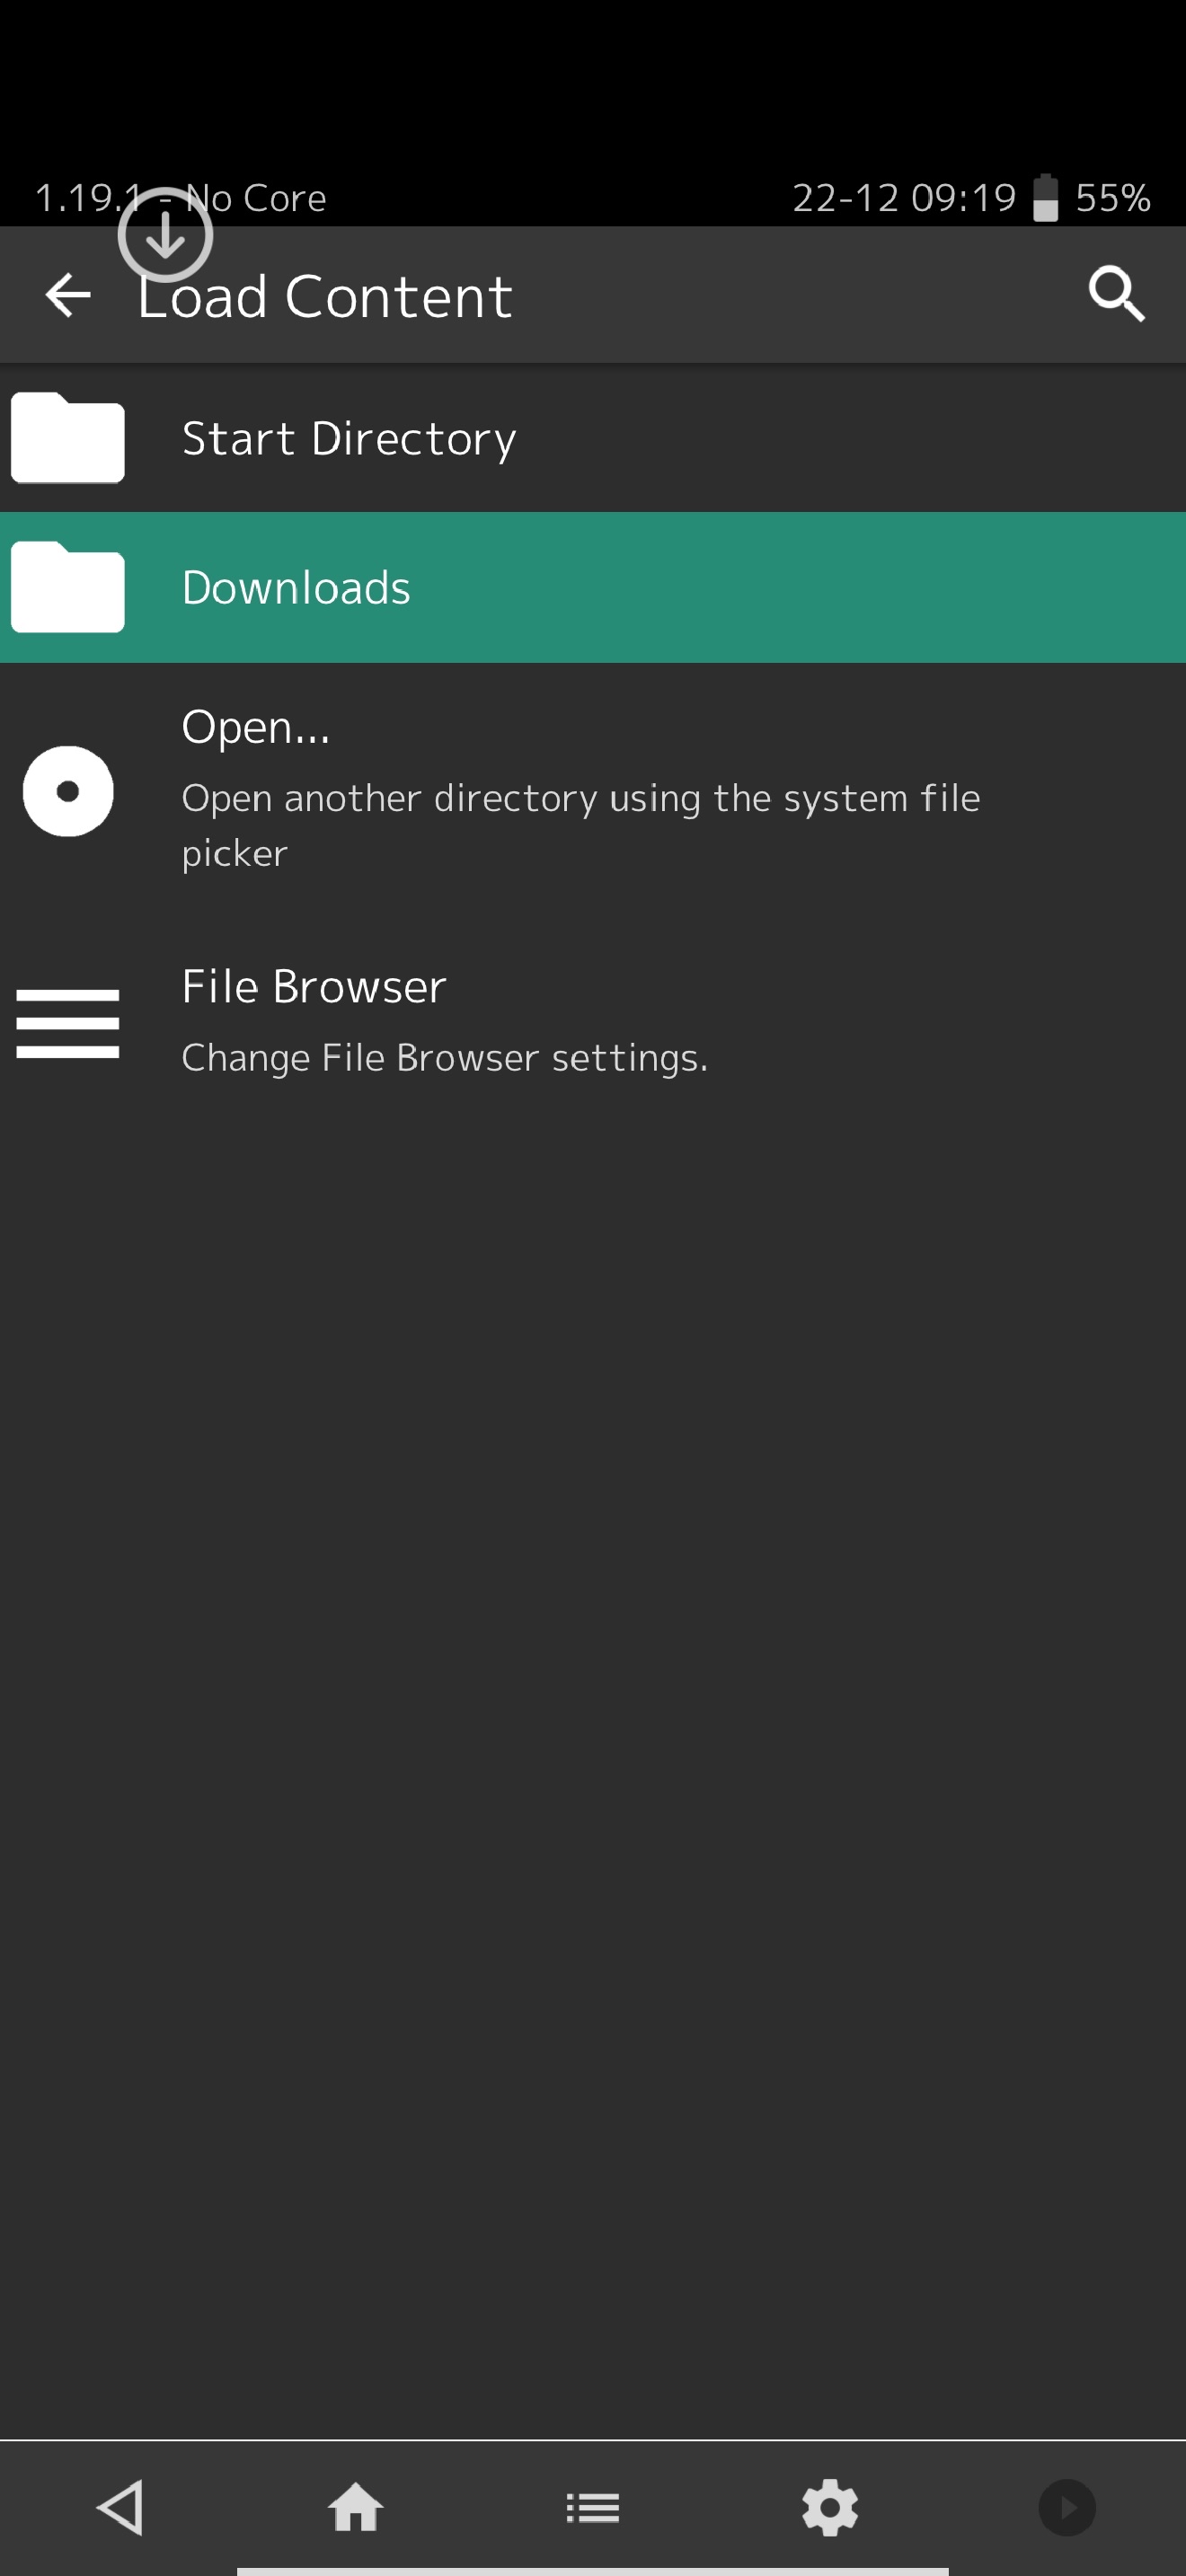 1.19.1 - No Core 22-12 09:19 55%
Load Content
Start Directory
Downloads
Open...
Open another directory using the system file
picker
File Browser
Change File Browser settings.